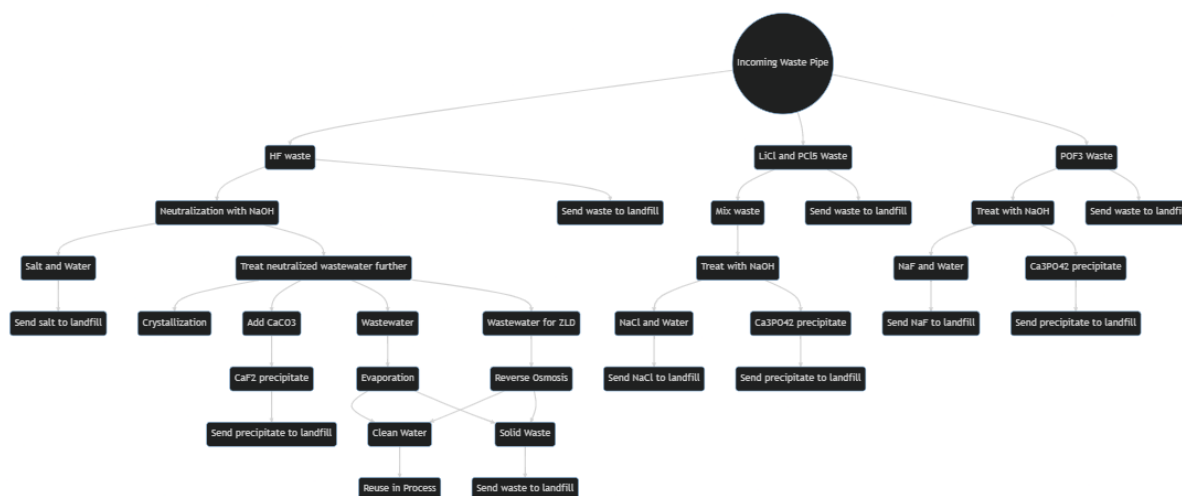 Incoming Waste Pipe
HF waste
LiCl and PCl5 Waste
POF3 Waste
Neutralization with NaOH
Send waste to landfill
Mix waste
Send waste to landfill
Treat with NaOH
Send waste to landfill
Salt and Water
Treat neutralized wastewater further
Treat with NaOH
NaF and Water
Ca3PO42 precipitate
Send salt to landfill
Crystallization
Add CaCO3
Wastewater
Wastewater for ZLD
NaCl and Water
Ca3PO42 precipitate
Send NaF to landfill
Send precipitate to landfill
CaF2 precipitate
Evaporation
Reverse Osmosis
Send NaCl to landfill
Send precipitate to landfill
Send precipitate to landfill
Clean Water
Solid Waste
Reuse in Process
Send waste to landfill